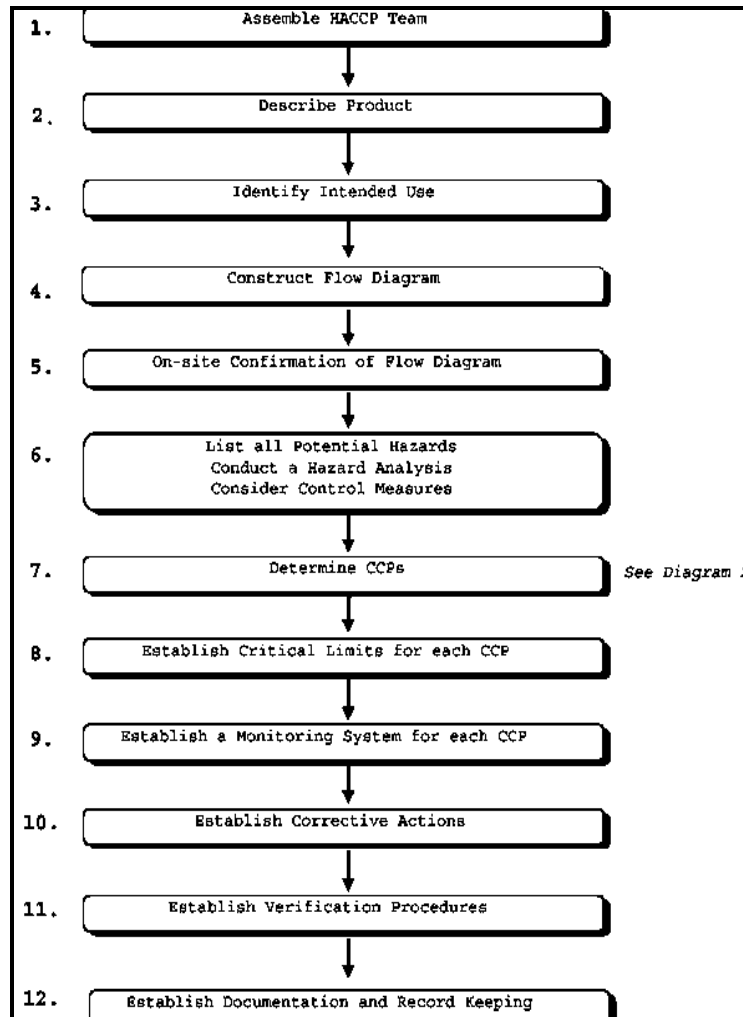 1. Assemble HACCP Team
2. Describe Product
3. Identify Intended Use
4. Construct Flow Diagram
5. On-site Confirmation of Flow Diagram
List all Potential Hazards
6. Conduct a Hazard Analysis
Consider Control Measures
7. Determine CCPs See Diagram
8. Establish Critical Limits for each CCP
9. Establish a Monitoring System for each CCP
10. Establish Corrective Actions
11. Establish Verification Procedures
12. Establish Documentation and Record Keeping